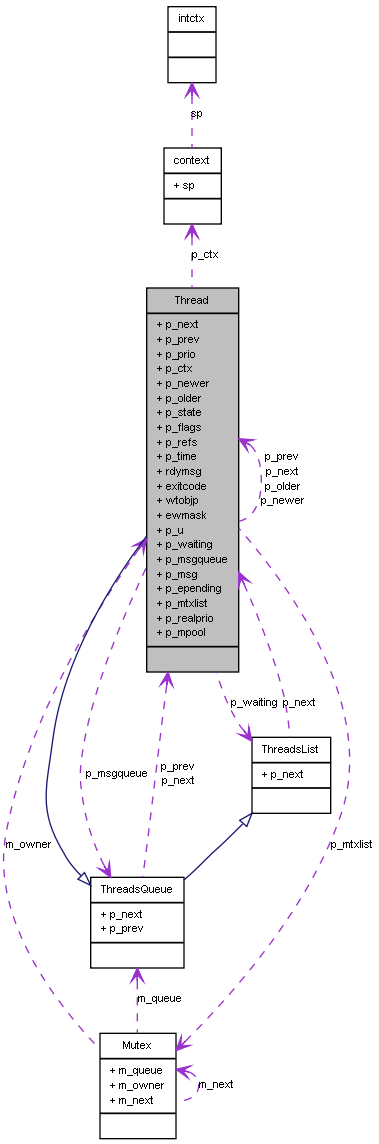 intctx
sp
context
+ sp
p_ctx
Thread
+ p_next
+ p_prev
+ p_prio
+ p_ctx
+ p_newer
+ p_older
+ p_state
+ p_flags
+ p_refs
+ p_time
+ rdymsg
+ exitcode
+ wtobjp
+ ewmask
+ p_u
+ p_waiting
+ p_msgqueue
+ p_msg
+ p_epending
+ p_mtxlist
+ p_realprio
+ p_mpool
p_prev
p_next
p_older
p_newer
p_waiting
p_next
ThreadsList
+ p_next
p_msgqueue
p_prev
p_next
m_owner
p_mtxlist
ThreadsQueue
+ p_next
+ p_prev
m_queue
Mutex
+ m_queue
+ m_owner
+ m_next
m_next